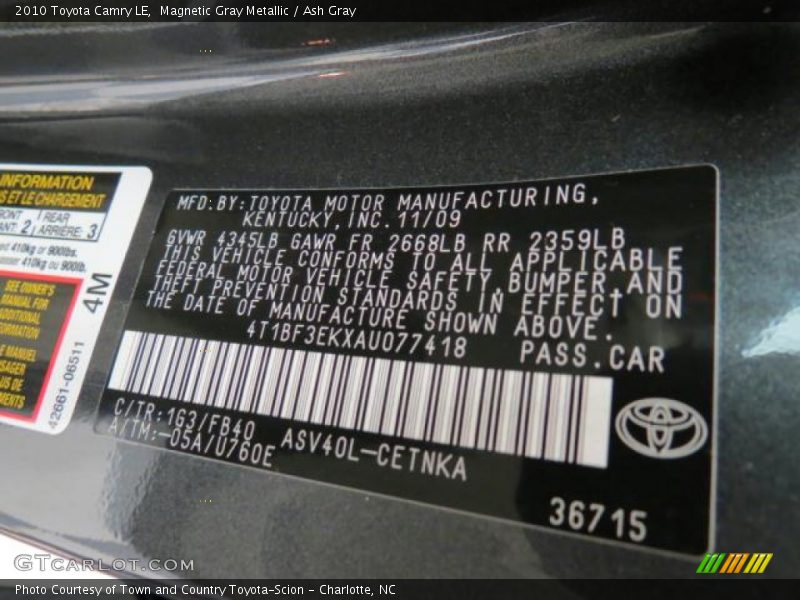 2010 Toyota Camry LE, Magnetic Gray Metallic / Ash Gray
INFORMATION
S ET LE CHARGEMENT
RONT 1 REAR
ANT: 2 ARRIÈRE: 3
410kg or 900lbs.
410kg ou 900lb.
SEE OWNER'S
MANUAL FOR
ADDITIONAL
FORMATION
MANUEL
4M
42661-06511
MFD.BY:TOYOTA MOTOR MANUFACTURING,
KENTUCKY,INC.11/09
GVWR 4345LB GAWR FR 2668LB RR 2359LB
THIS VEHICLE CONFORMS TO ALL APPLICABLE
FEDERAL MOTOR VEHICLE SAFETY,BUMPER,AND
THEFT PREVENTION STANDARDS IN EFFECT ON
THE DATE OF MANUFACTURE SHOWN ABOVE.
4T1BF3EKXAU077418 PASS.CAR
C/TR:1G3/FB40
A/TM:-05A/U760E ASV40L-CETNKA
36715
GTCARLOT.COM
Photo Courtesy of Town and Country Toyota-Scion - Charlotte, NC